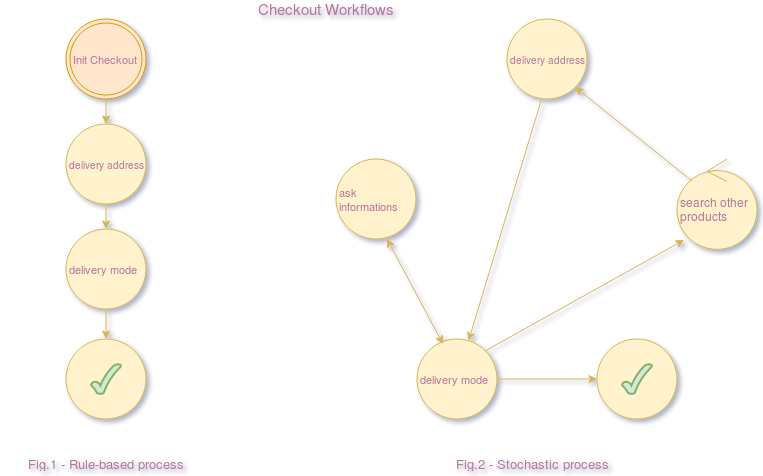 Checkout Workflows
Init Checkout
delivery address
delivery mode
Fig.1 - Rule-based process
delivery address
ask
informations
search other
products
delivery mode
Fig.2 - Stochastic process